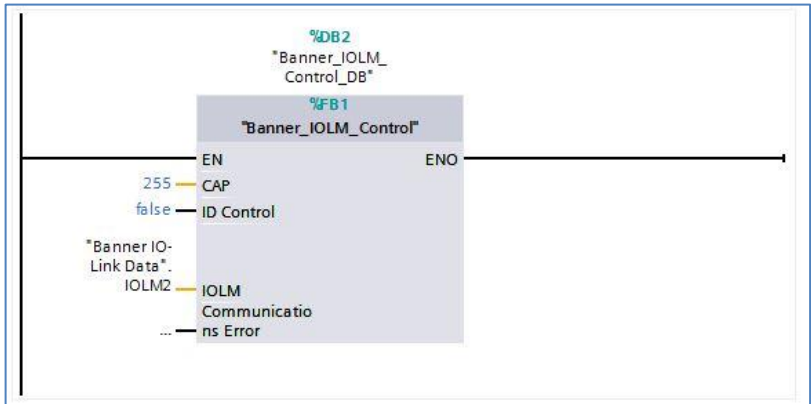 %DB2
"Banner_IOLM_
Control_DB"
%FB1
"Banner_IOLM_Control"
EN ENO
255 CAP
false ID Control
"Banner IO-
Link Data".
IOLM2 IOLM
Communicatio
... ns Error